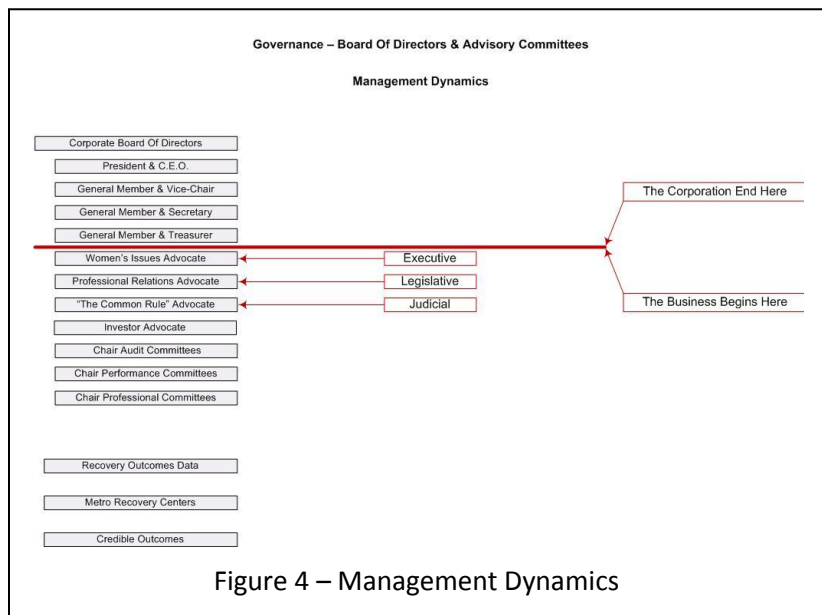 Governance – Board Of Directors & Advisory Committees
Management Dynamics
Corporate Board Of Directors
President & C.E.O.
General Member & Vice-Chair
The Corporation End Here
General Member & Secretary
General Member & Treasurer
Women's Issues Advocate
Executive
Professional Relations Advocate
Legislative
"The Common Rule" Advocate
Judicial
The Business Begins Here
Investor Advocate
Chair Audit Committees
Chair Performance Committees
Chair Professional Committees
Recovery Outcomes Data
Metro Recovery Centers
Credible Outcomes
Figure 4 – Management Dynamics